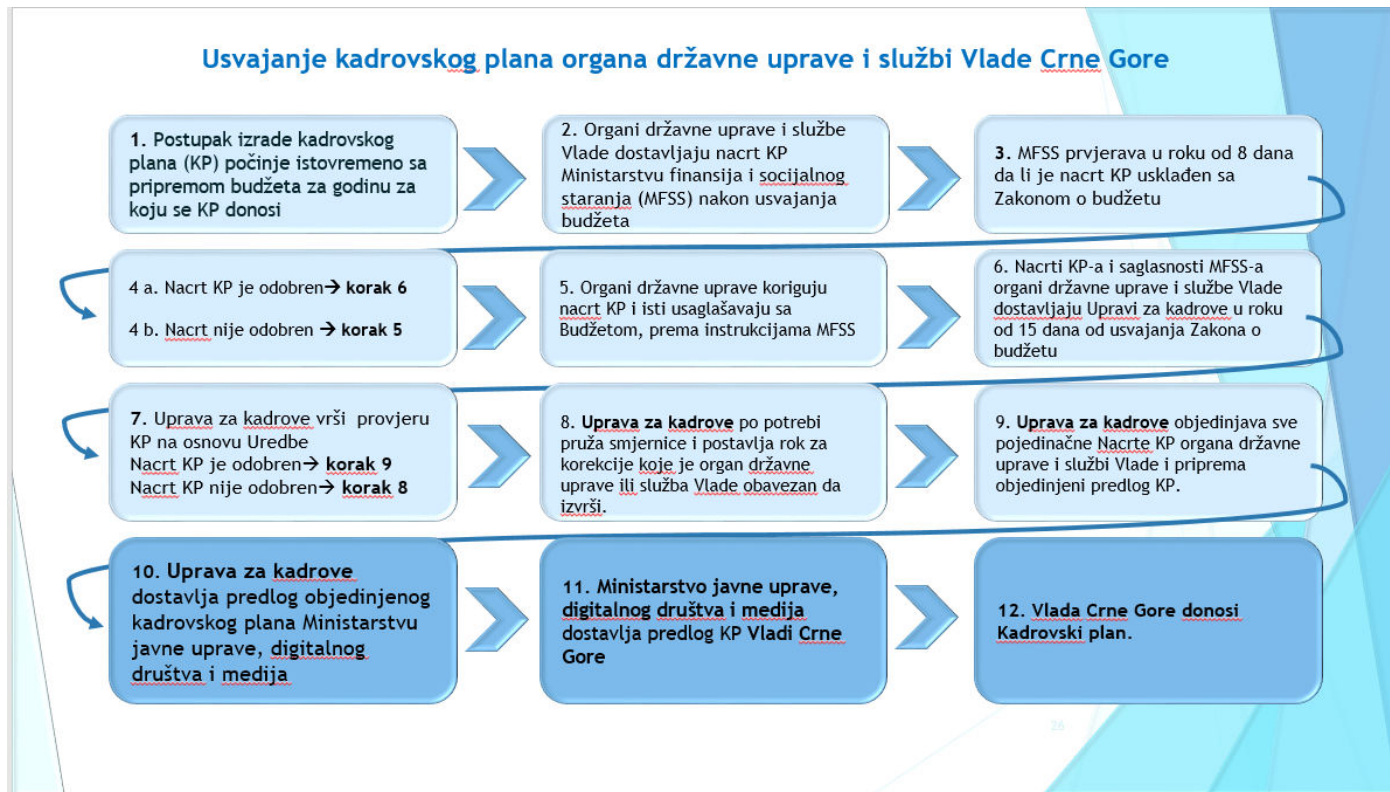 Usvajanje kadrovskog plana organa državne uprave i službi Vlade Crne Gore
1. Postupak izrade kadrovskog
plana (KP) počinje istovremeno sa
pripremom budžeta za godinu za
koju se KP donosi
2. Organi državne uprave i službe
Vlade dostavljaju nacrt KP
Ministarstvu finansija i socijalnog
staranja (MFSS) nakon usvajanja
budžeta
3. MFSS prvjerava u roku od 8 dana
da li je nacrt KP usklađen sa
Zakonom o budžetu
4 a. Nacrt KP je odobren→ korak 6
4 b. Nacrt nije odobren → korak 5
5. Organi državne uprave koriguju
nacrt KP i isti usaglašavaju sa
Budžetom, prema instrukcijama MFSS
6. Nacrti KP-a i saglasnosti MFSS-a
organi državne uprave i službe Vlade
dostavljaju Upravi za kadrove u roku
od 15 dana od usvajanja Zakona o
budžetu
7. Uprava za kadrove vrši provjeru
KP na osnovu Uredbe
Nacrt KP je odobren→ korak 9
Nacrt KP nije odobren→ korak 8
8. Uprava za kadrove po potrebi
pruža smjernice i postavlja rok za
korekcije koje je organ državne
uprave ili služba Vlade obavezan da
izvrši.
9. Uprava za kadrove objedinjava sve
pojedinačne Nacrte KP organa državne
uprave i službi Vlade i priprema
objedinjeni predlog KP.
10. Uprava za kadrove
dostavlja predlog objedinjenog
kadrovskog plana Ministarstvu
javne uprave, digitalnog
društva i medija
11. Ministarstvo javne uprave,
digitalnog društva i medija
dostavlja predlog KP Vladi Crne
Gore
12. Vlada Crne Gore donosi
Kadrovski plan.
26